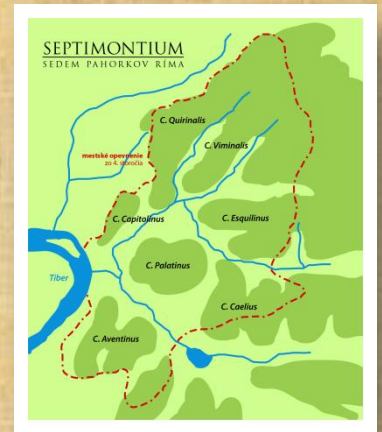 SEPTIMONTIUM
SEDEM PAHORKOV RÍMA
C. Quirinalis
C. Viminalis
mestské opevnenie
zo 4. storočia
C. Capitolinus
C. Esquilinus
C. Palatinus
Tiber
C. Caelius
C. Aventinus